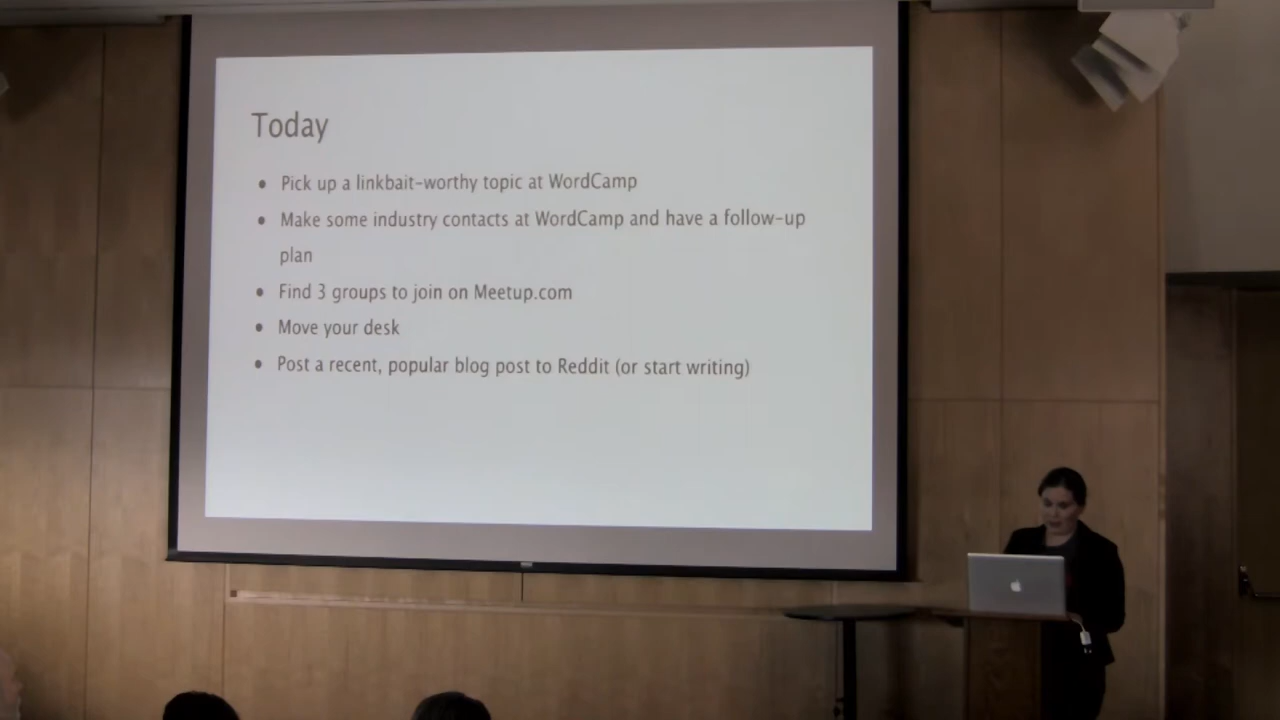 Today
• Pick up a linkbait-worthy topic at WordCamp
• Make some industry contacts at WordCamp and have a follow-up
plan
• Find 3 groups to join on Meetup.com
• Move your desk
• Post a recent, popular blog post to Reddit (or start writing)